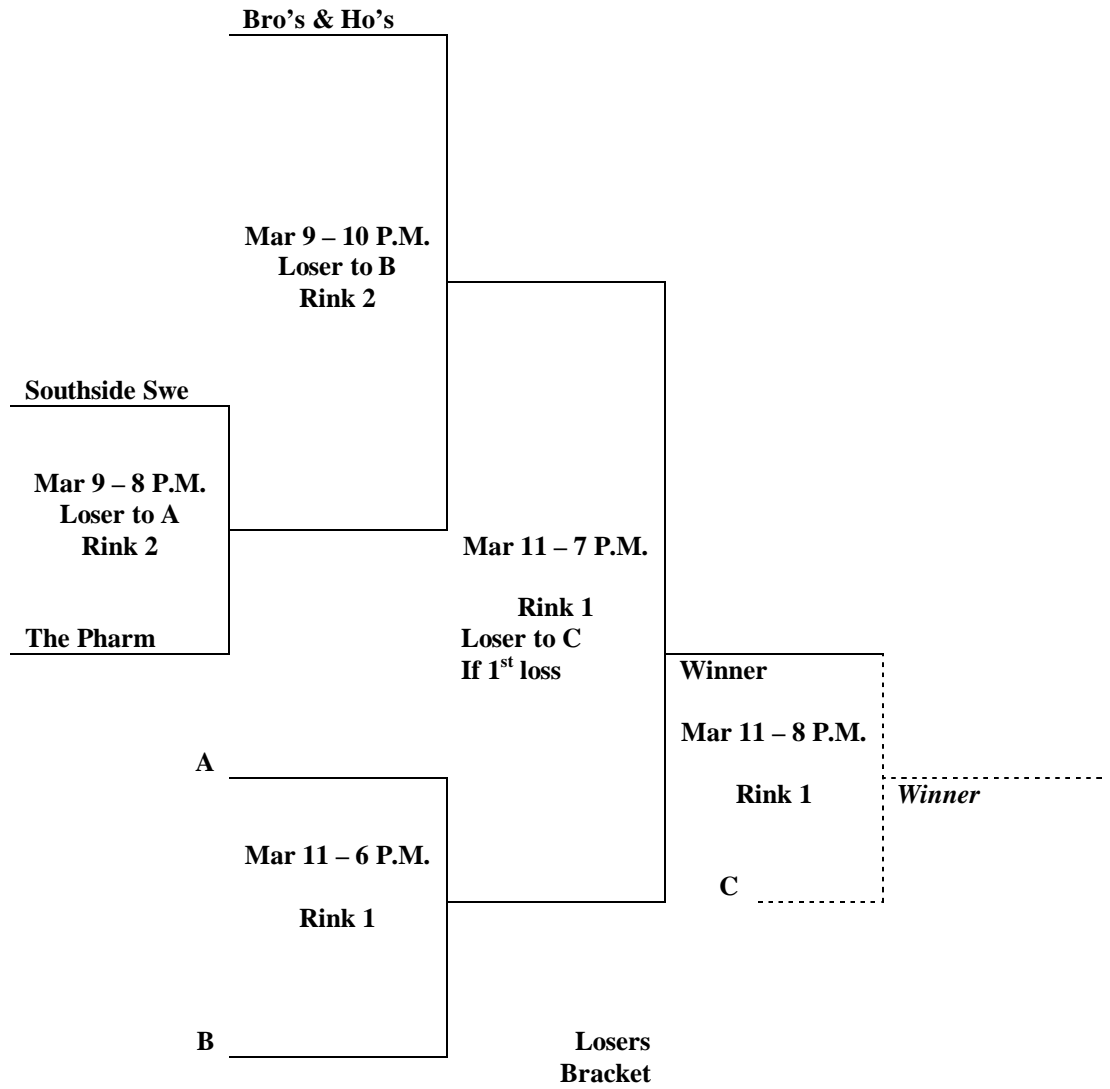 Bro’s & Ho’s
Mar 9 – 10 P.M.
Loser to B
Rink 2
Southside Swe
Mar 9 – 8 P.M.
Loser to A
Rink 2
The Pharm
Mar 11 – 7 P.M.
Rink 1
Loser to C
If 1st loss
Winner
Mar 11 – 8 P.M.
Rink 1
Winner
C
A
Mar 11 – 6 P.M.
Rink 1
B
Losers
Bracket